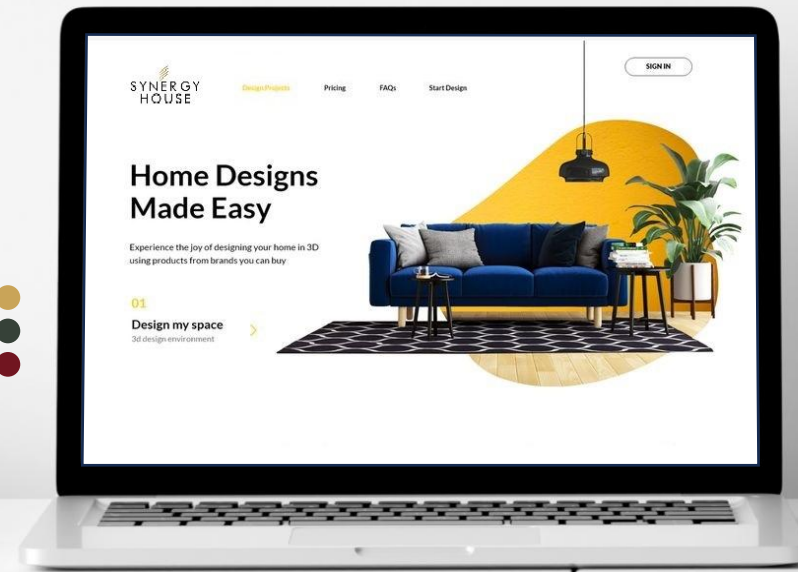 SYNERGY
HOUSE
Design Projects
Pricing
FAQs
Start Design
SIGN IN
Home Designs
Made Easy
Experience the joy of designing your home in 3D
using products from brands you can buy
01
Design my space
3d design environment